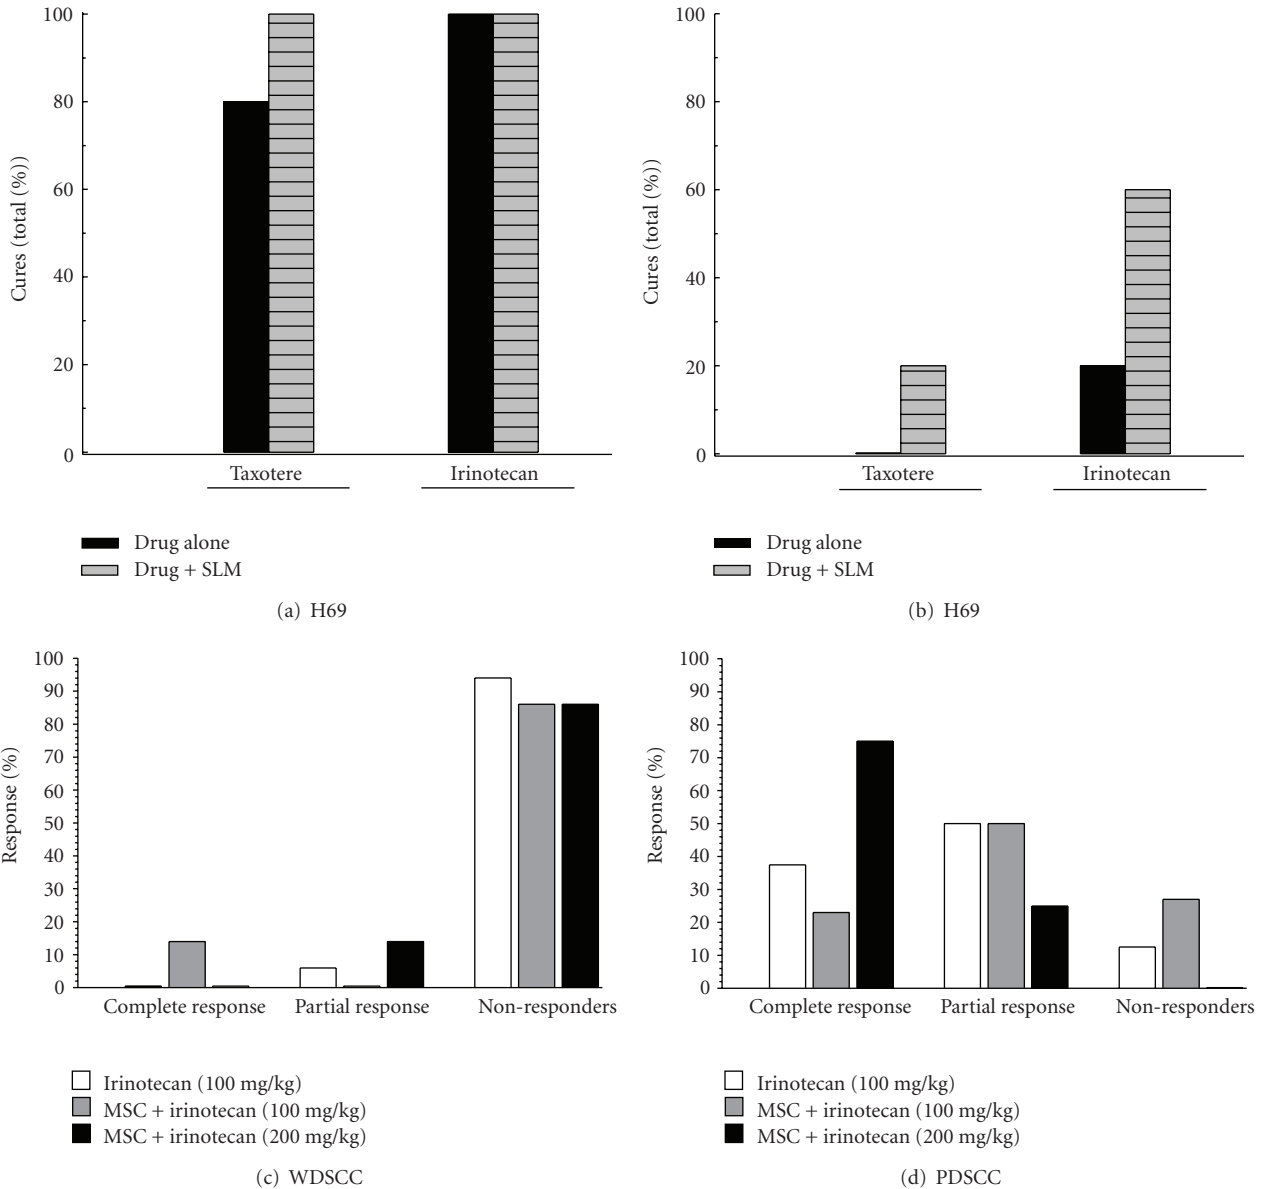 100
80
60
40
20
0
Cures (total (%))
Taxotere
Irinotecan
Drug alone
Drug + SLM
(a) H69
100
80
60
40
20
0
Cures (total (%))
Taxotere
Irinotecan
Drug alone
Drug + SLM
(b) H69
100
90
80
70
60
50
40
30
20
10
0
Response (%)
Complete response
Partial response
Non-responders
Irinotecan (100 mg/kg)
MSC + irinotecan (100 mg/kg)
MSC + irinotecan (200 mg/kg)
(c) WDSCC
100
90
80
70
60
50
40
30
20
10
0
Response (%)
Complete response
Partial response
Non-responders
Irinotecan (100 mg/kg)
MSC + irinotecan (100 mg/kg)
MSC + irinotecan (200 mg/kg)
(d) PDSCC